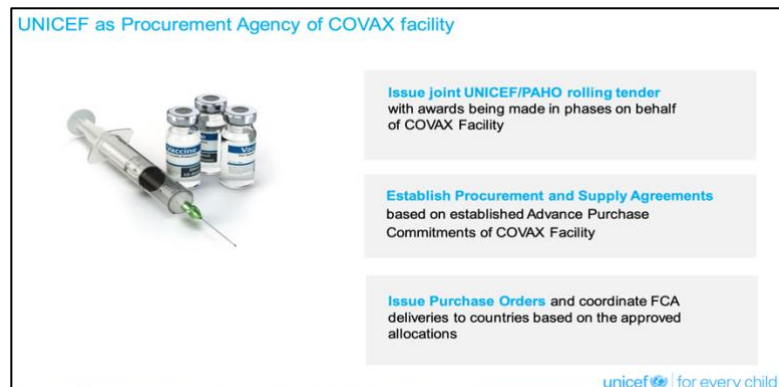 UNICEF as Procurement Agency of COVAX facility
Issue joint UNICEF/PAHO rolling tender
with awards being made in phases on behalf
of COVAX Facility
Vaccine
Establish Procurement and Supply Agreements
based on established Advance Purchase
Commitments of COVAX Facility
Issue Purchase Orders and coordinate FCA
deliveries to countries based on the approved
allocations
unicef for every child